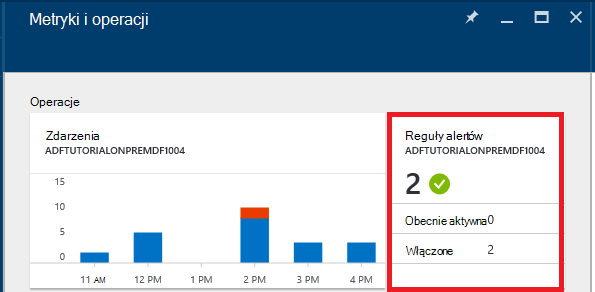 Metryki i operacji
Operacje
Zdarzenia
ADFTUTORIALONPREMDF1004
15
10
5
0
11 AM 12 PM 1 PM 2 PM 3 PM 4 PM
Reguły alertów
ADFTUTORIALONPREMDF1004
2
Obecnie aktywna 0
Włączone 2